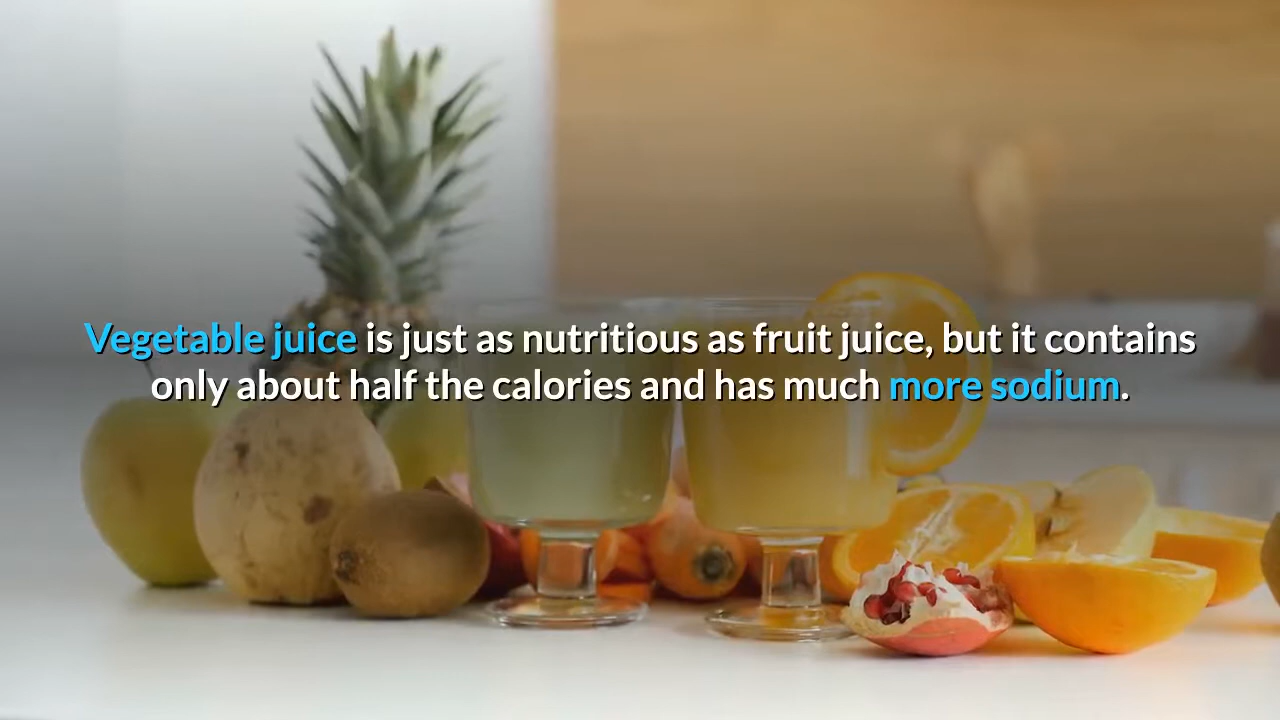 Vegetable juice is just as nutritious as fruit juice, but it contains
only about half the calories and has much more sodium.